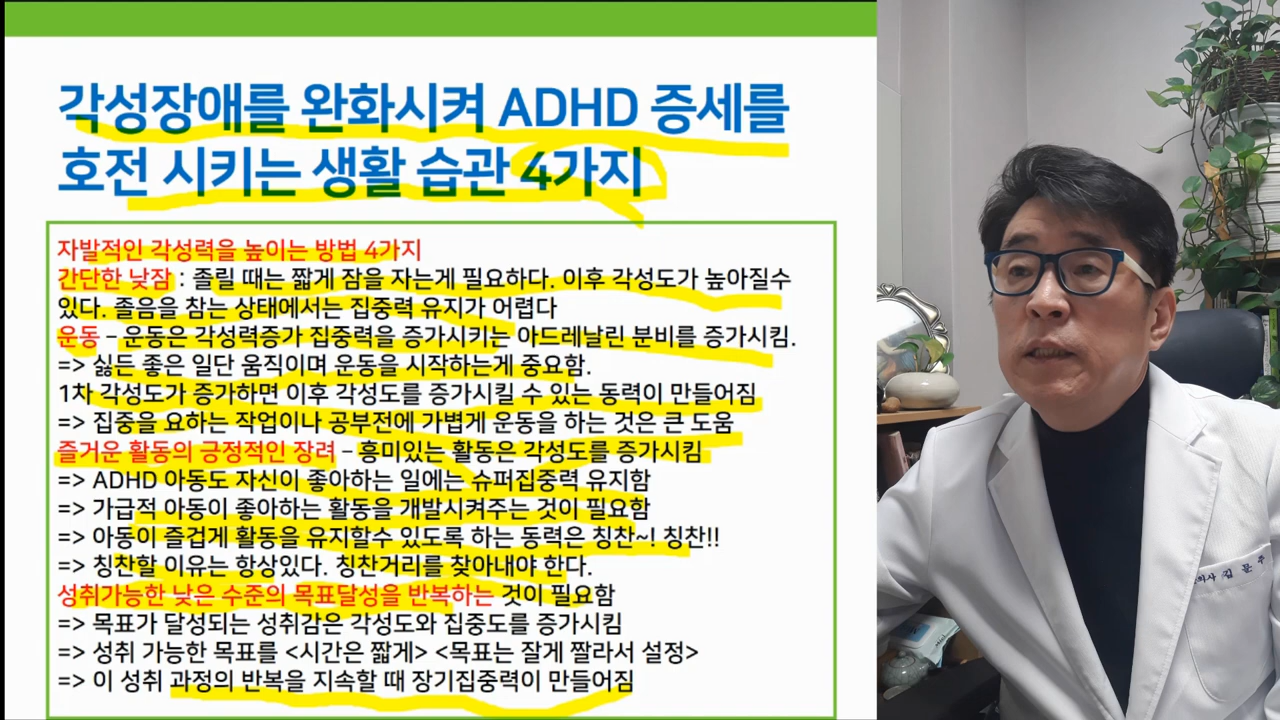 각성장애를 완화시켜 ADHD 증세를
호전 시키는 생활 습관 4가지
자발적인 각성력을 높이는 방법 4가지
간단한 낮잠 : 졸릴 때는 짧게 잠을 자는게 필요하다. 이후 각성도가 높아질수
있다. 졸음을 참는 상태에서는 집중력 유지가 어렵다
운동 – 운동은 각성력증가 집중력을 증가시키는 아드레날린 분비를 증가시킴.
=> 싫든 좋은 일단 움직이며 운동을 시작하는게 중요함.
1차 각성도가 증가하면 이후 각성도를 증가시킬 수 있는 동력이 만들어짐
=> 집중을 요하는 작업이나 공부전에 가볍게 운동을 하는 것은 큰 도움
즐거운 활동의 긍정적인 장려 – 흥미있는 활동은 각성도를 증가시킴
=> ADHD 아동도 자신이 좋아하는 일에는 슈퍼집중력 유지함
=> 가급적 아동이 좋아하는 활동을 개발시켜주는 것이 필요함
=> 아동이 즐겁게 활동을 유지할수 있도록 하는 동력은 칭찬~! 칭찬!!
=> 칭찬할 이유는 항상있다. 칭찬거리를 찾아내야 한다.
성취가능한 낮은 수준의 목표달성을 반복하는 것이 필요함
=> 목표가 달성되는 성취감은 각성도와 집중도를 증가시킴
=> 성취 가능한 목표를 <시간은 짧게> <목표는 잘게 짤라서 설정>
=> 이 성취 과정의 반복을 지속할 때 장기집중력이 만들어짐